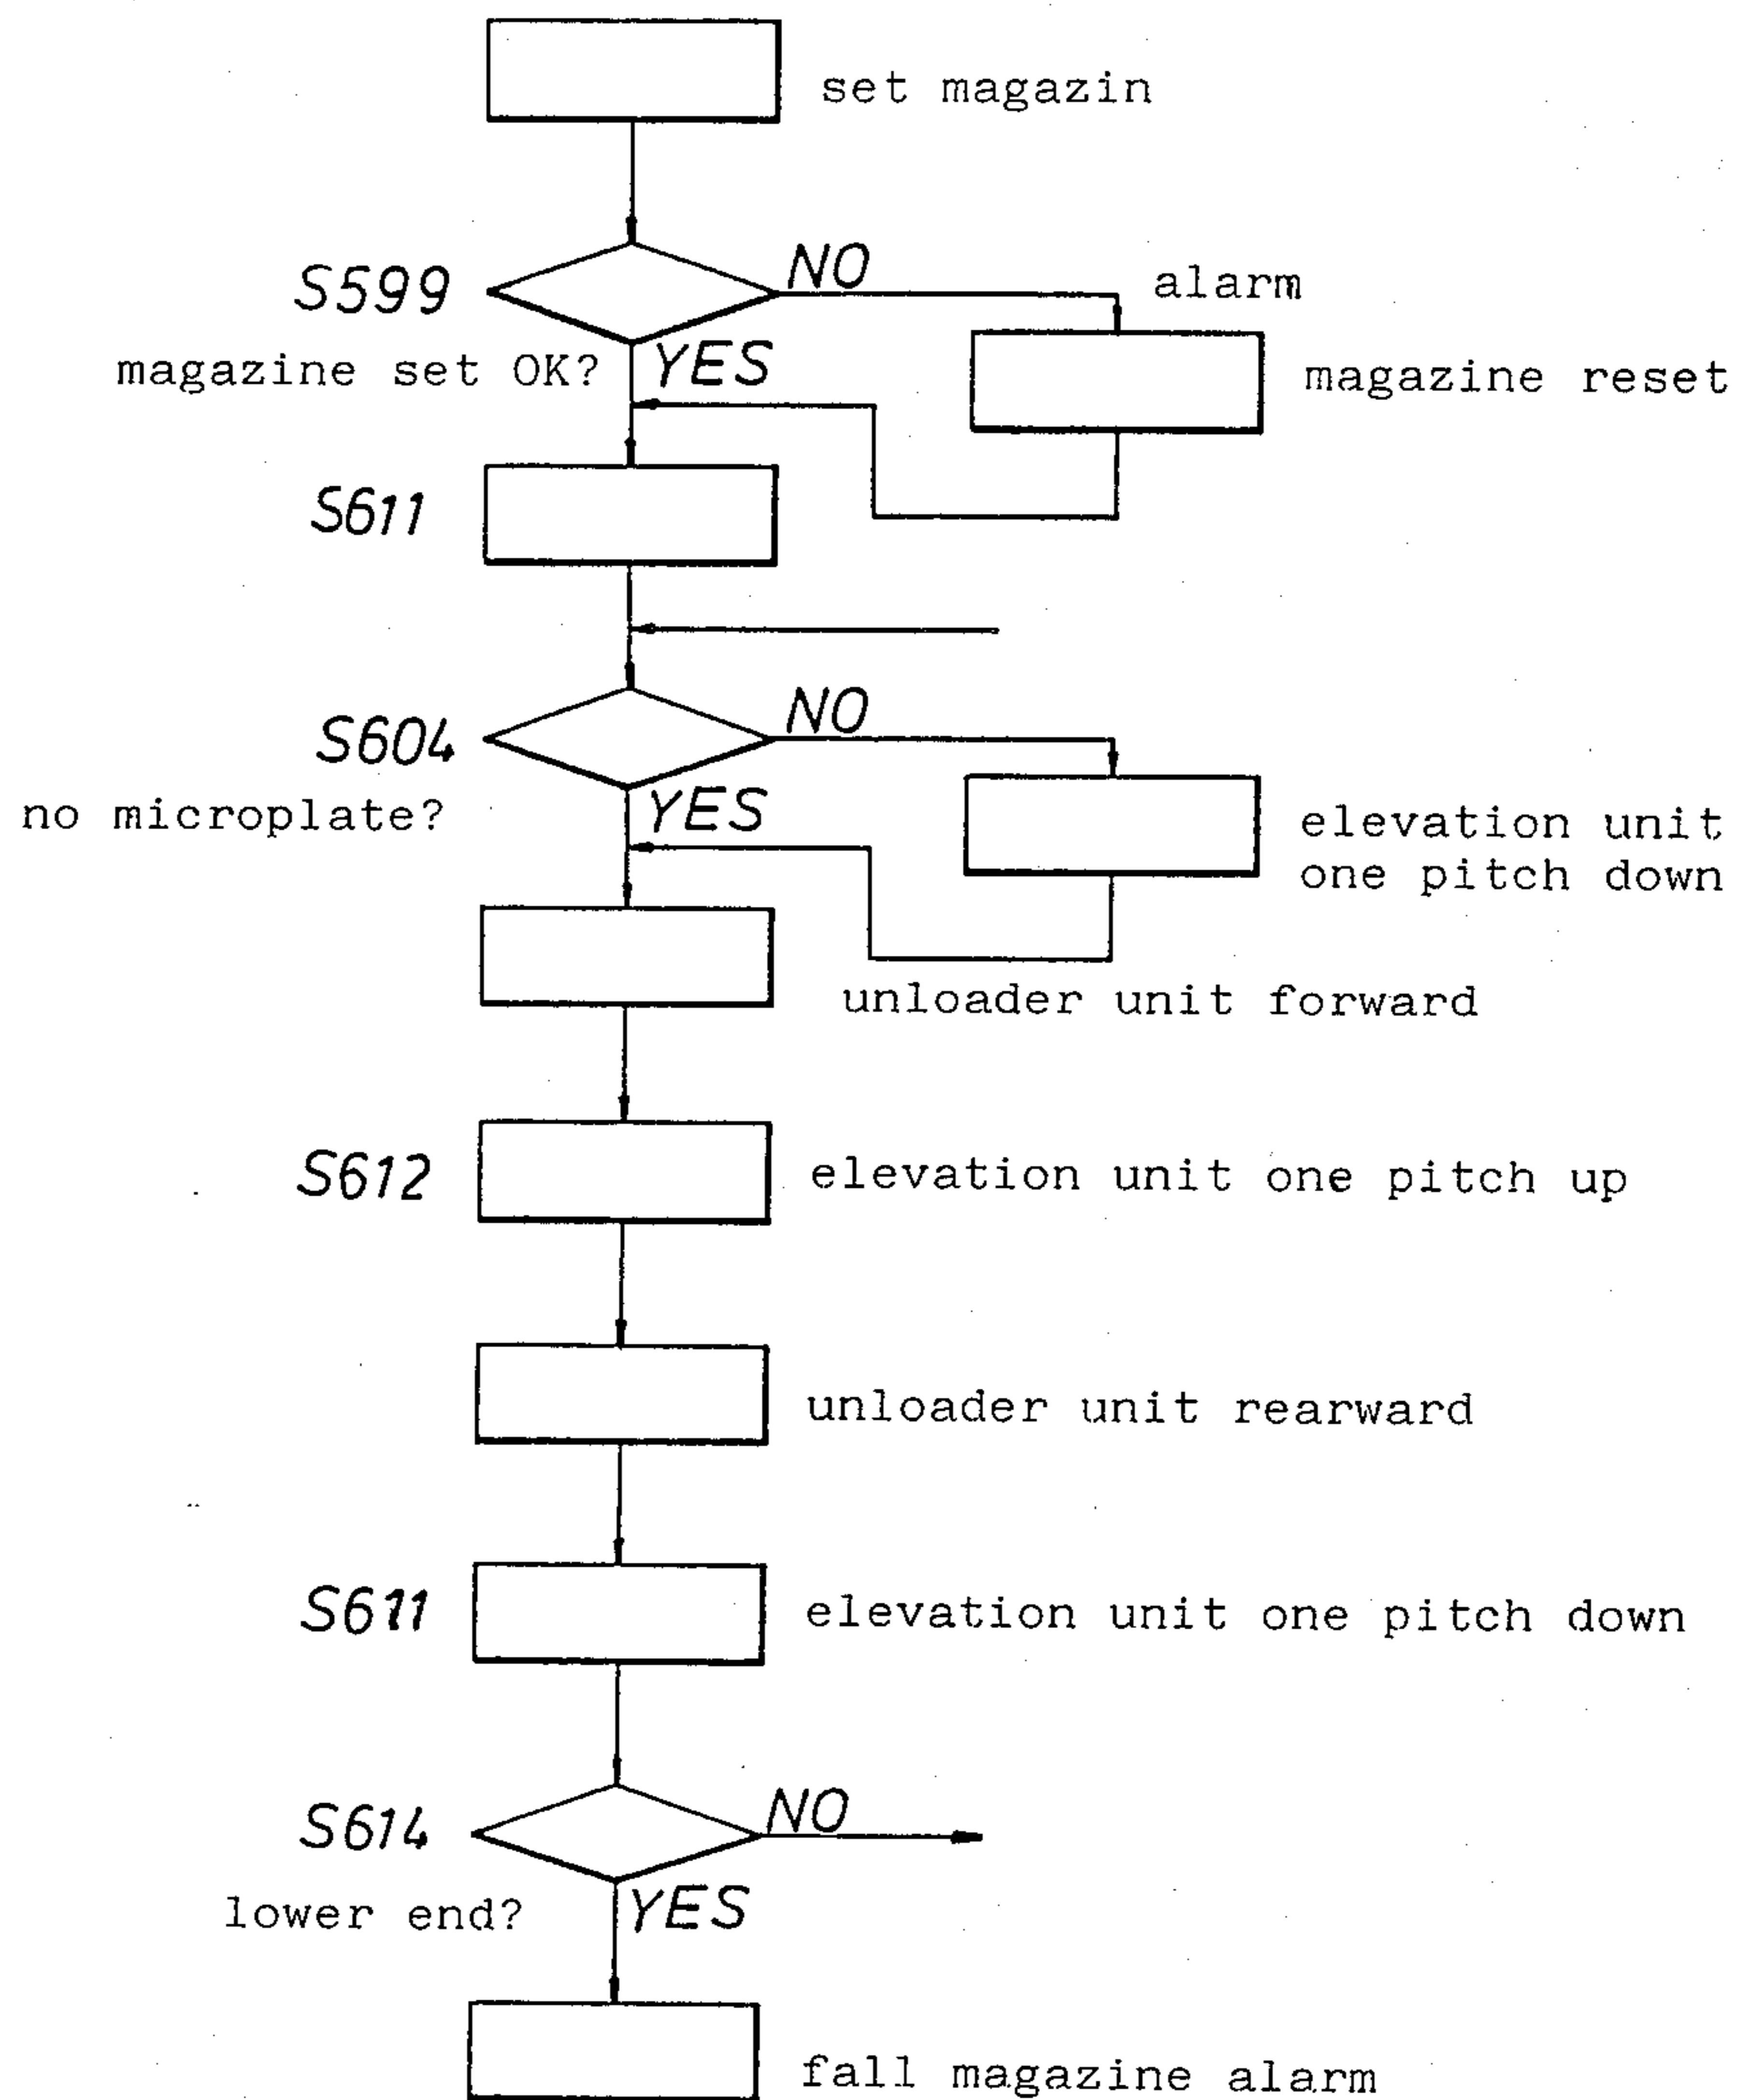 set magazin
S599
NO
alarm
magazine set OK?
YES
magazine reset
S611
S604
NO
no microplate?
YES
elevation unit
one pitch down
unloader unit forward
S612
elevation unit one pitch up
unloader unit rearward
S611
elevation unit one pitch down
S614
NO
lower end?
YES
fall magazine alarm